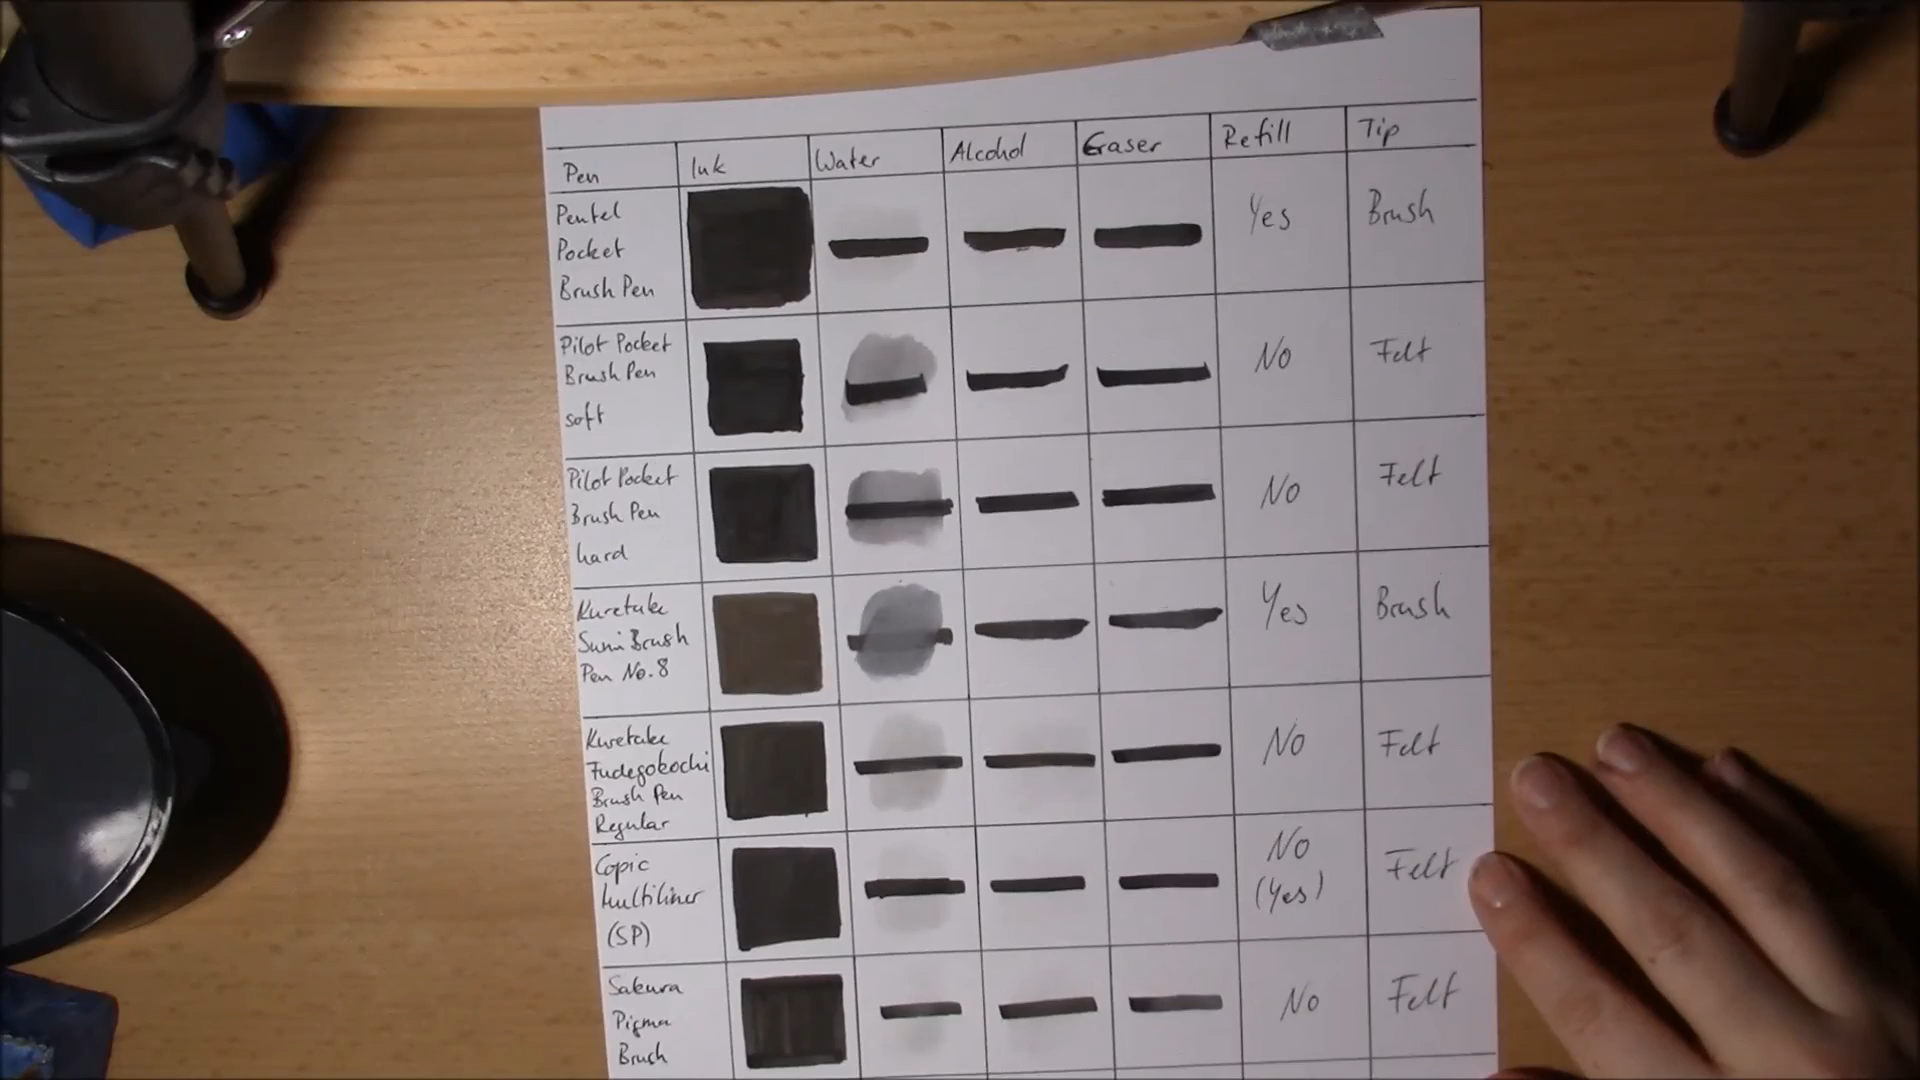 Pen Ink Water Alcohol Eraser Refill Tip
Pentel
Pocket
Brush Pen
Yes
Brush
Pilot Pocket
Brush Pen
soft
No
Felt
Pilot Pocket
Brush Pen
hard
No
Felt
Kuretake
Sumi Brush
Pen No.8
Yes
Brush
Kuretake
Fudegokochi
Brush Pen
Regular
No
Felt
Copic
Multiliner
(SP)
No
(Yes)
Felt
Sakura
Pigma
Brush
No
Felt